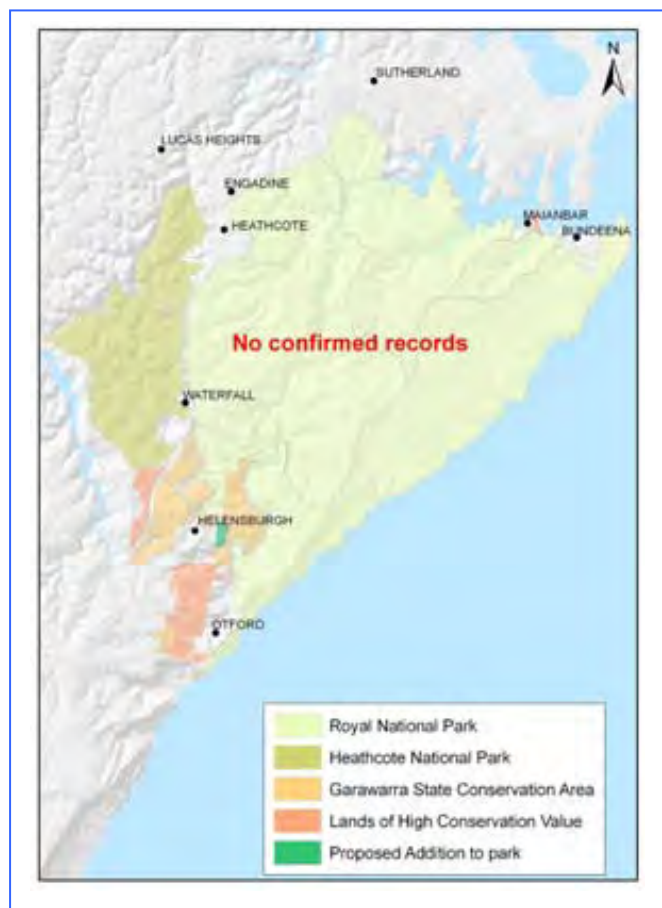 N
SUTHERLAND
LUCAS HEIGHTS
ENGADINE
HEATHCOTE
MAIANBAR
BUNDEENA
No confirmed records
WATERFALL
HELENSBURGH
OTFORD
Royal National Park
Heathcote National Park
Garawarra State Conservation Area
Lands of High Conservation Value
Proposed Addition to park